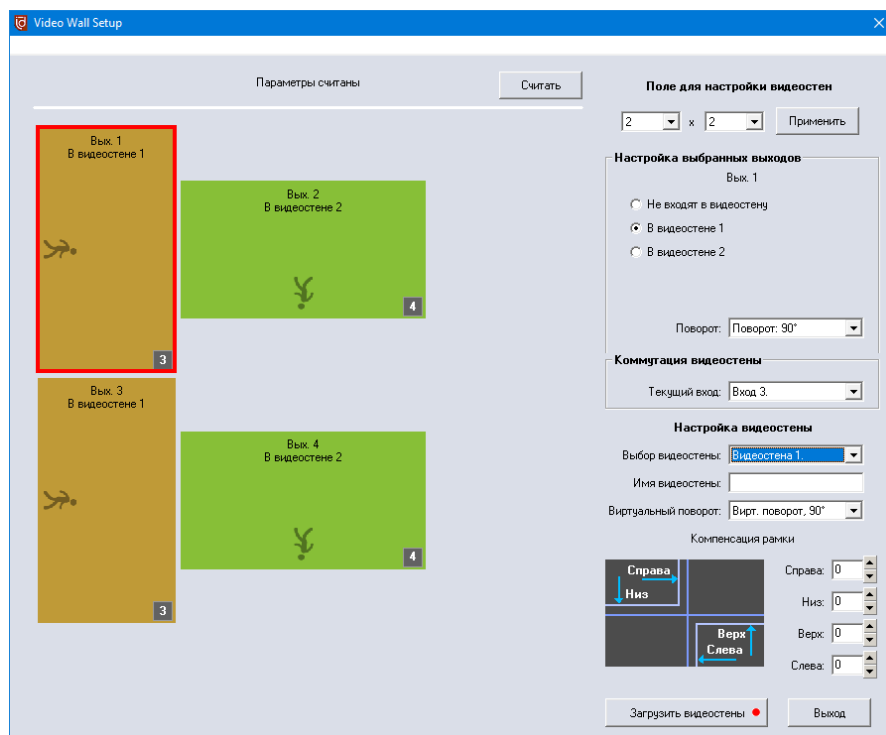 Video Wall Setup
Параметры считаны
Считать
Вых. 1
В видеостене 1
3
Вых. 2
В видеостене 2
4
Вых. 3
В видеостене 1
3
Вых. 4
В видеостене 2
4
Поле для настройки видеостен
2 x 2 Применить
Настройка выбранных выходов
Вых. 1
Не входят в видеостену
В видеостене 1
В видеостене 2
Поворот: Поворот: 90°
Коммутация видеостены
Текущий вход: Вход 3.
Настройка видеостены
Выбор видеостены: Видеостена 1.
Имя видеостены:
Виртуальный поворот: Вирт. поворот, 90°
Компенсация рамки
Справа
Низ
Верх
Слева
Справа: 0
Низ: 0
Верх: 0
Слева: 0
Загрузить видеостены
Выход